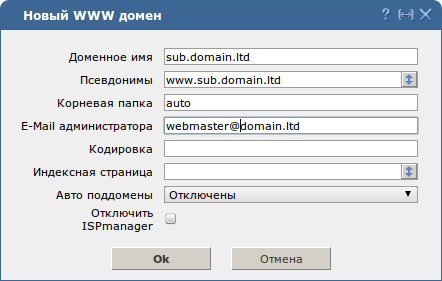 Новый WWW домен
Доменное имя sub.domain.ltd
Псевдонимы www.sub.domain.ltd
Корневая папка auto
E-Mail администратора webmaster@domain.ltd
Кодировка
Индексная страница
Авто поддомены Отключены
Отключить
ISPmanager
Ok Отмена